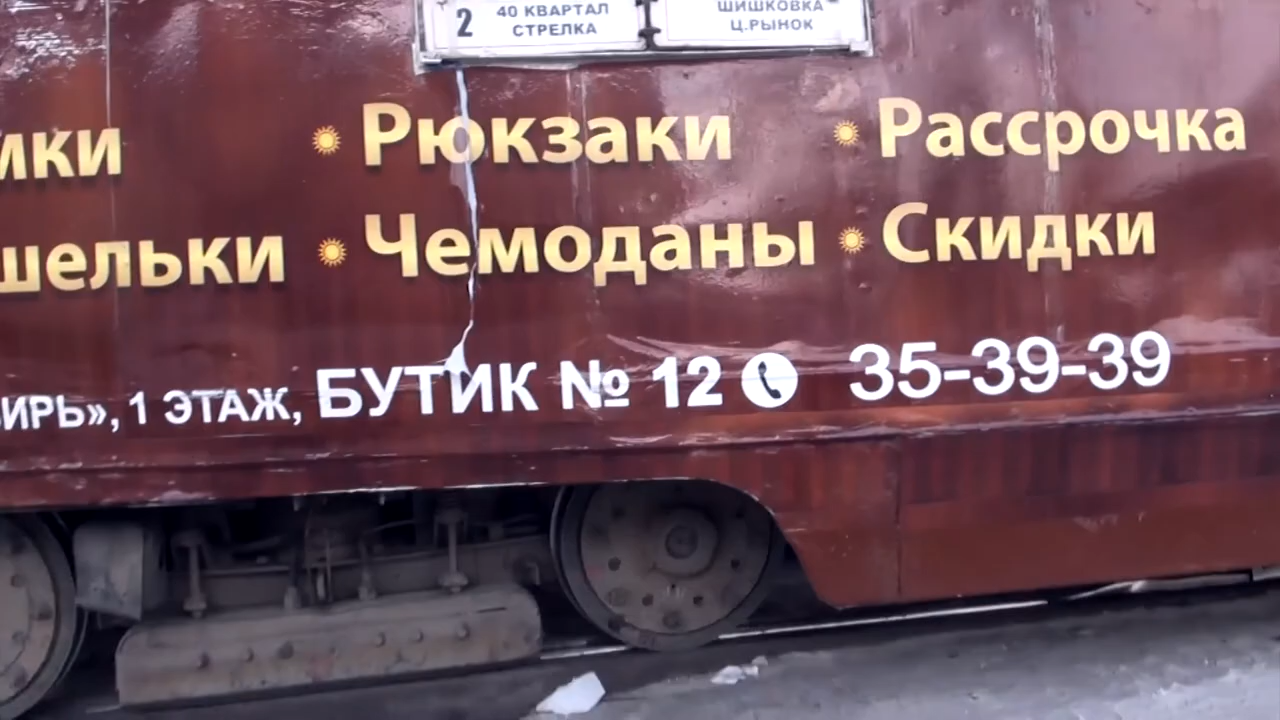 2 40 КВАРТАЛ ШИШКОВКА
СТРЕЛКА Ц.РЫНОК
мки Рюкзаки Рассрочка
шельки Чемоданы Скидки
ИРЬ», 1 ЭТАЖ, БУТИК № 12 35-39-39